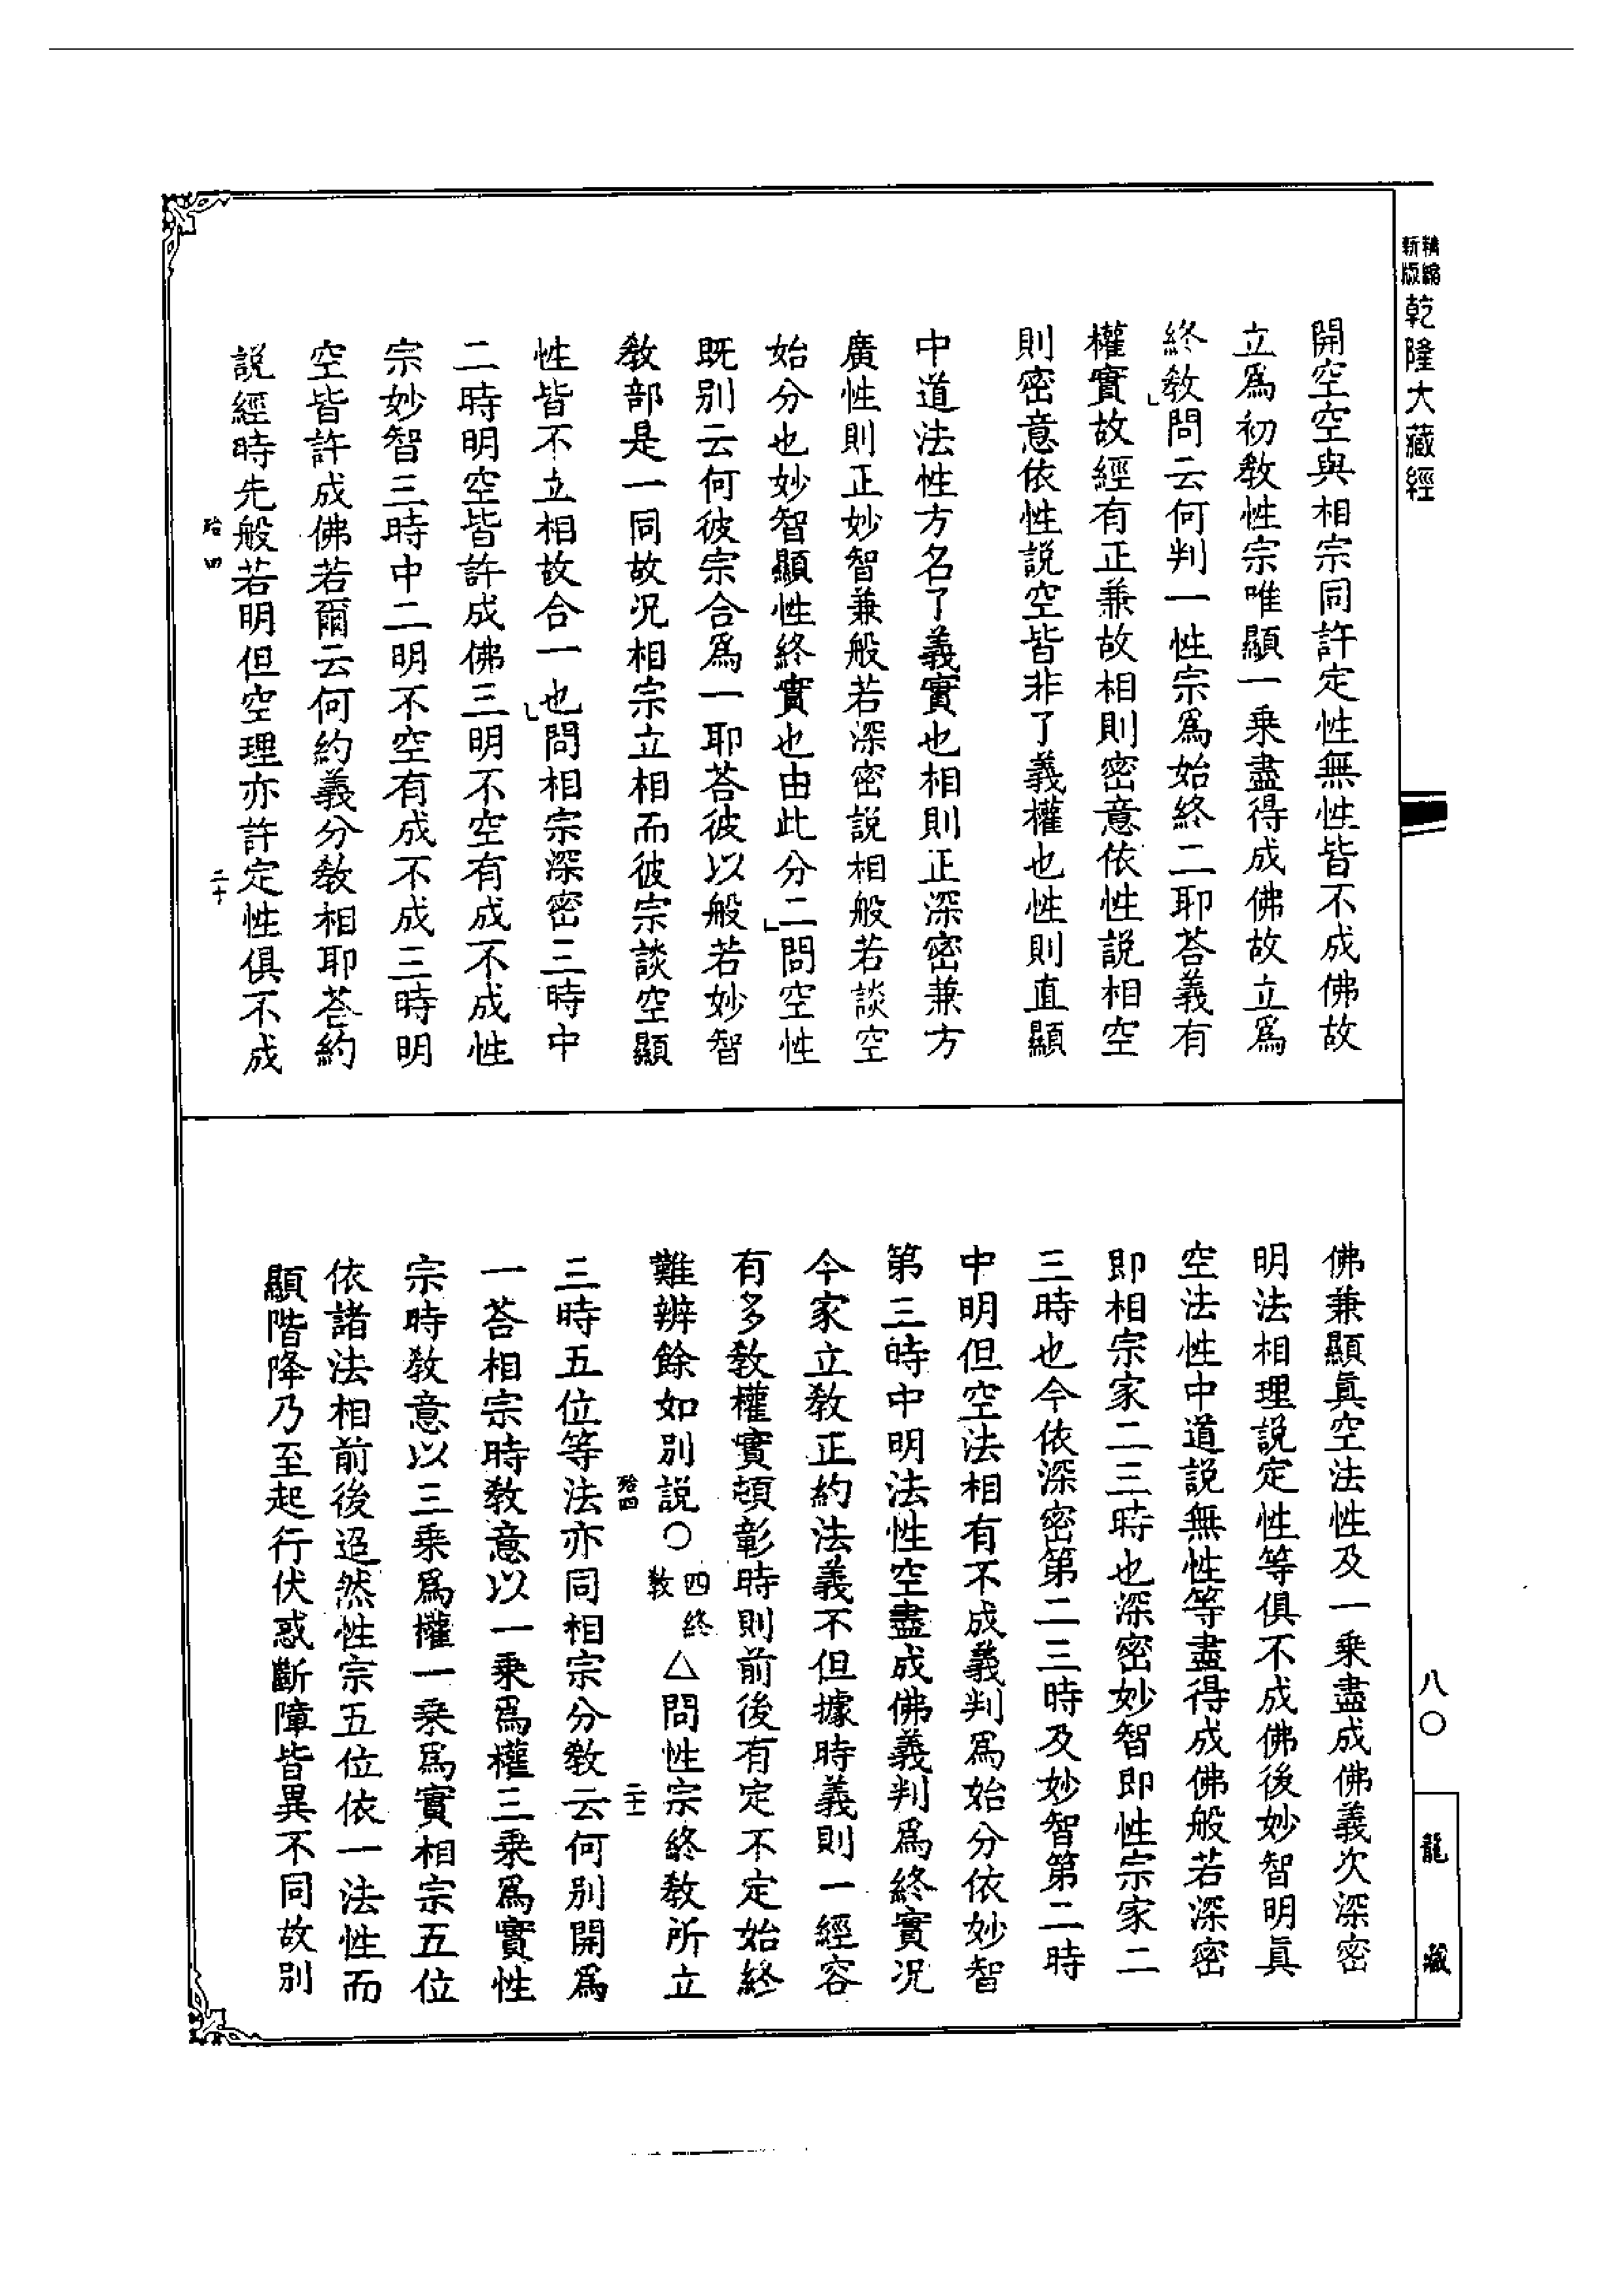 精縮新版 乾隆大藏經
開空空與相宗同許定性無性皆不成佛故
立爲初教性宗唯顯一乘盡得成佛故立爲
終教問云何判一性宗爲始終二耶荅義有
權實故經有正兼故相則密意依性說相空
則密意依性說空皆非了義權也性則直顯
中道法性方名了義實也相則正深密兼方
廣性則正妙智兼般若深密說相般若談空
始分也妙智顯性終實也由此分二問空性
既別云何彼宗合爲一耶荅彼以般若妙智
教部是一同故況相宗立相而彼宗談空顯
性皆不立相故合一也問相宗深密三時中
二時明空皆許成佛三明不空有成不成性
宗妙智三時中二明不空有成不成三時明
空皆許成佛若爾云何約義分教相耶荅約
說經時先般若明但空理亦許定性俱不成
二十
佛兼顯眞空法性及一乘盡成佛義次深密
明法相理說定性等俱不成佛後妙智明眞
空法性中道說無性等盡得成佛般若深密
即相宗家二三時也深密妙智即性宗家二
三時也今依深密第二三時及妙智第二時
中明但空法相有不成義判爲始分依妙智
第三時中明法性空盡成佛義判爲終實況
今家立教正約法義不但據時義則一經容
有多教權實頓彰時則前後有定不定始終
難辨餘如別說○四終教△問性宗終教所立
三時五位等法亦同相宗分教云何別開爲
一荅相宗時教意以一乘爲權三乘爲實性
宗時教意以三乘爲權一乘爲實相宗五位
依諸法相前後迢然性宗五位依一法性而
顯階降乃至起行伏惑斷障皆異不同故別
八〇
龍藏